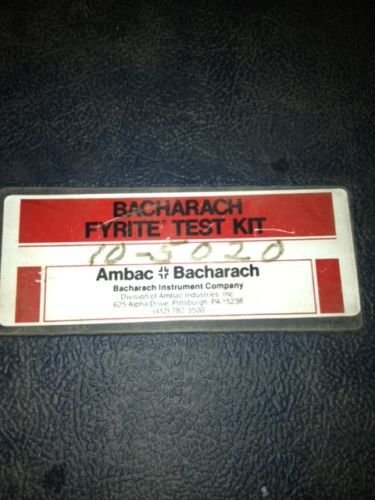 BACHARACH
FYRITE® TEST KIT
10-5020
Ambac Bacharach
Bacharach Instrument Company
Division of Ambac Industries, Inc.
625 Alpha Drive, Pittsburgh, PA 15238
(412) 782-3500